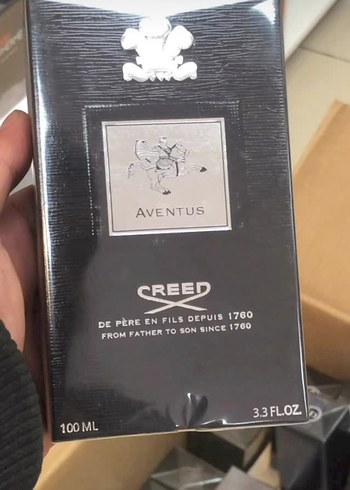 AVENTUS
CREED
DE PÈRE EN FILS DEPUIS 1760
FROM FATHER TO SON SINCE 1760
100 ML
3.3 FL.OZ.